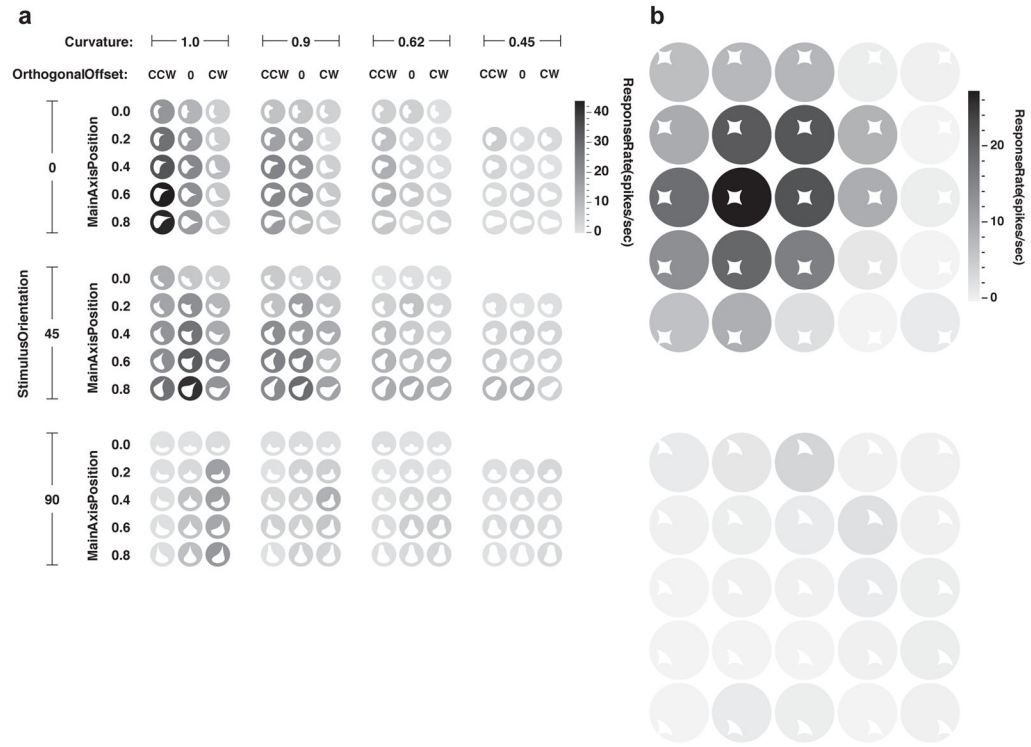 a
Curvature: 1.0 0.9 0.62 0.45
OrthogonalOffset: CCW 0 CW CCW 0 CW CCW 0 CW CCW 0 CW
StimulusOrientation
0
MainAxisPosition
0.0
0.2
0.4
0.6
0.8
45
MainAxisPosition
0.0
0.2
0.4
0.6
0.8
90
MainAxisPosition
0.0
0.2
0.4
0.6
0.8
ResponseRate(spikes/sec)
40
30
20
10
0
b
ResponseRate(spikes/sec)
20
10
0